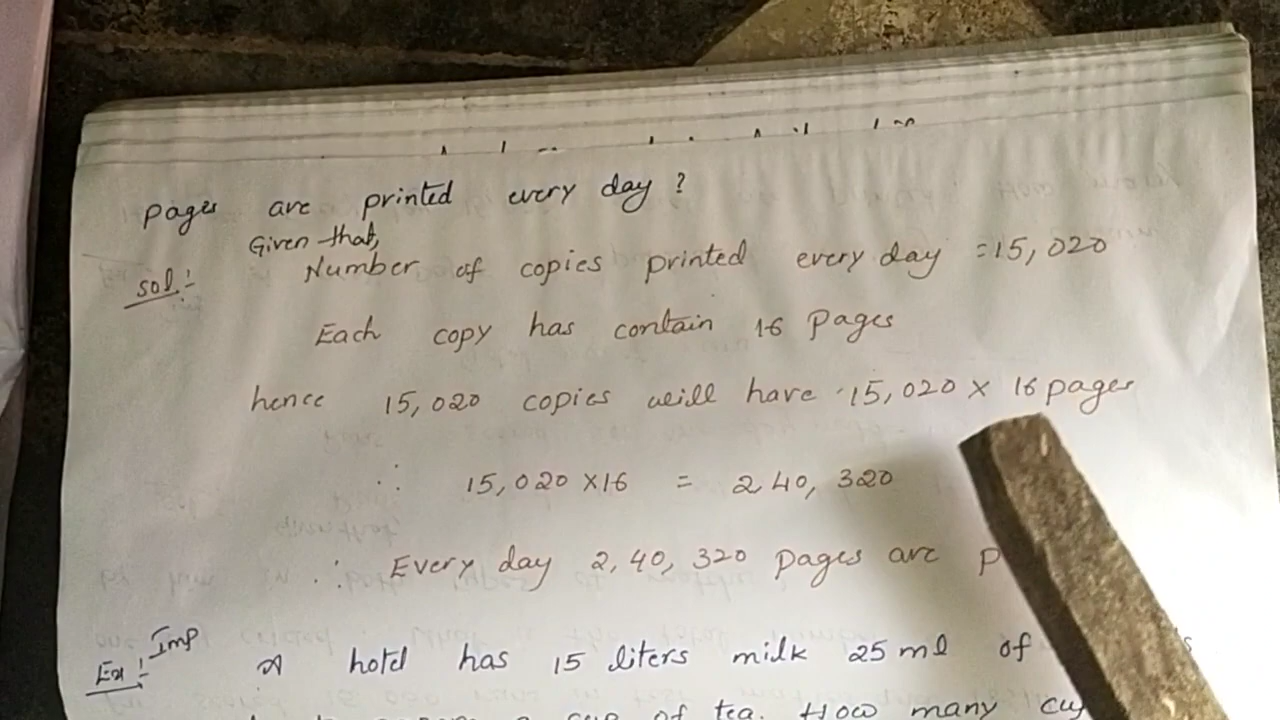 Pages are printed every day ?
Given that,
Sol:- Number of copies printed every day = 15,020
Each copy has contain 16 Pages
hence 15,020 copies will have 15,020 × 16 pages
∴ 15,020 ×16 = 240,320
∴ Every day 2,40,320 pages are
Ex:- Imp A hotel has 15 liters milk 25 ml of
a cup of tea. How many